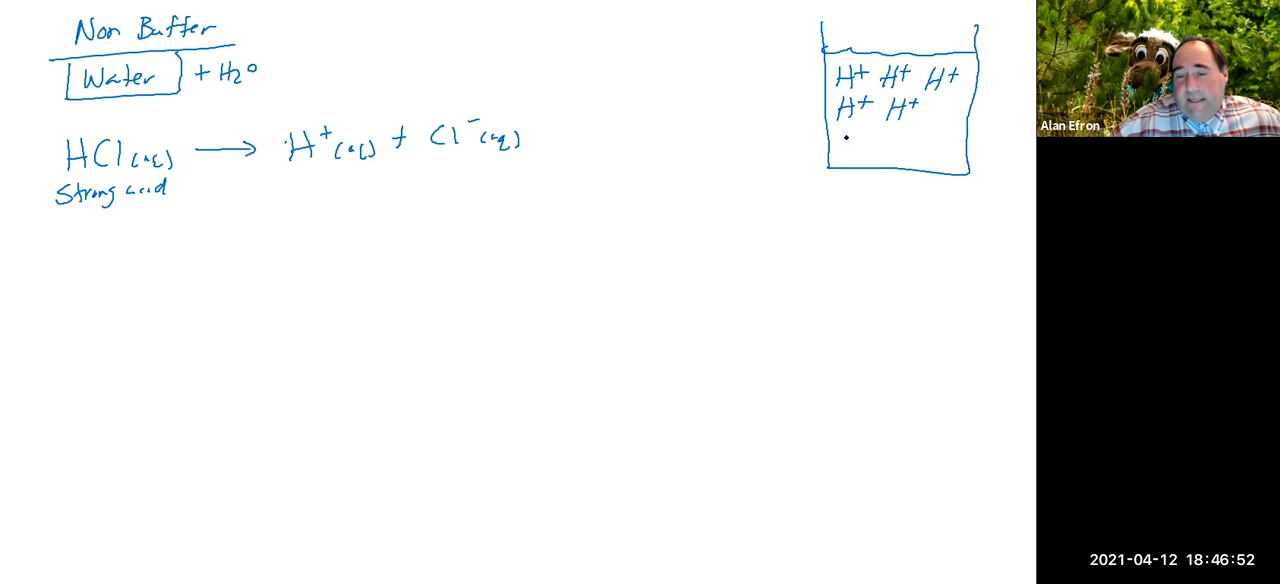 Non Buffer
Water + H2O
HCl(aq) → H+(aq) + Cl-(aq)
Strong acid
H+ H+ H+
H+ H+
Alan Efron
2021-04-12 18:46:52